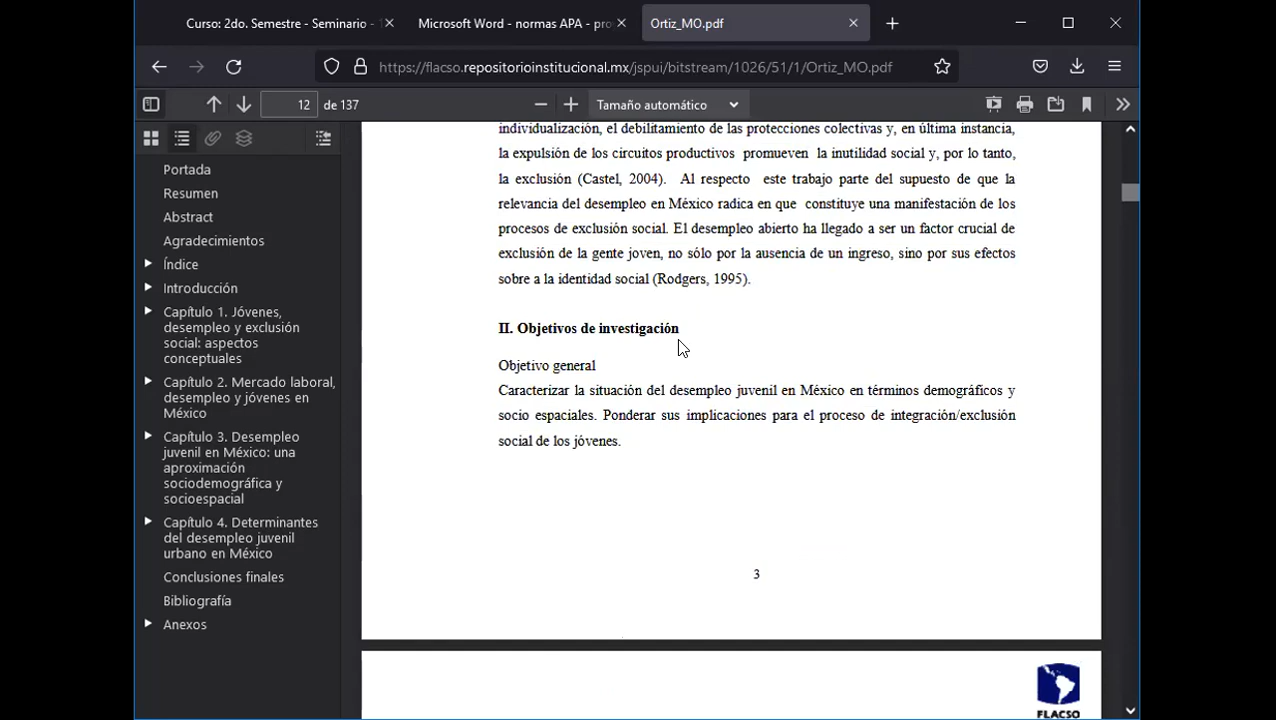 Curso: 2do. Semestre - Seminario -
Microsoft Word - normas APA - pro
Ortiz_MO.pdf
https://flacso.repositorioinstitucional.mx/jspui/bitstream/1026/51/1/Ortiz_MO.pdf
12 de 137
Tamaño automático
Portada
Resumen
Abstract
Agradecimientos
Índice
Introducción
Capítulo 1. Jóvenes,
desempleo y exclusión
social: aspectos
conceptuales
Capítulo 2. Mercado laboral,
desempleo y jóvenes en
México
Capítulo 3. Desempleo
juvenil en México: una
aproximación
sociodemográfica y
socioespacial
Capítulo 4. Determinantes
del desempleo juvenil
urbano en México
Conclusiones finales
Bibliografía
Anexos
individualización, el debilitamiento de las protecciones colectivas y, en última instancia,
la expulsión de los circuitos productivos promueven la inutilidad social y, por lo tanto,
la exclusión (Castel, 2004). Al respecto este trabajo parte del supuesto de que la
relevancia del desempleo en México radica en que constituye una manifestación de los
procesos de exclusión social. El desempleo abierto ha llegado a ser un factor crucial de
exclusión de la gente joven, no sólo por la ausencia de un ingreso, sino por sus efectos
sobre a la identidad social (Rodgers, 1995).
II. Objetivos de investigación
Objetivo general
Caracterizar la situación del desempleo juvenil en México en términos demográficos y
socio espaciales. Ponderar sus implicaciones para el proceso de integración/exclusión
social de los jóvenes.
3
FLACSO